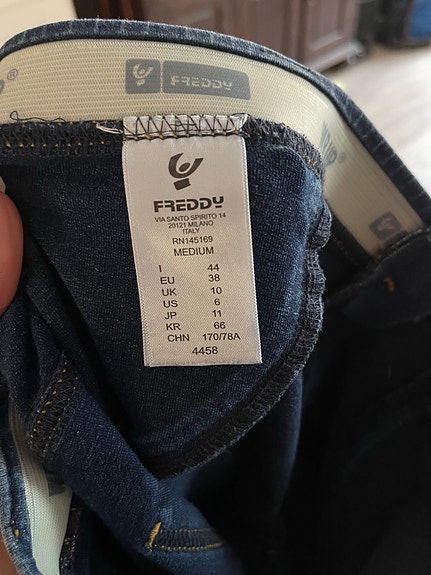 FREDDY
FREDDY
VIA SANTO SPIRITO 14
20121 MILANO
ITALY
RN145169
MEDIUM
I 44
EU 38
UK 10
US 6
JP 11
KR 66
CHN 170/78A
4458